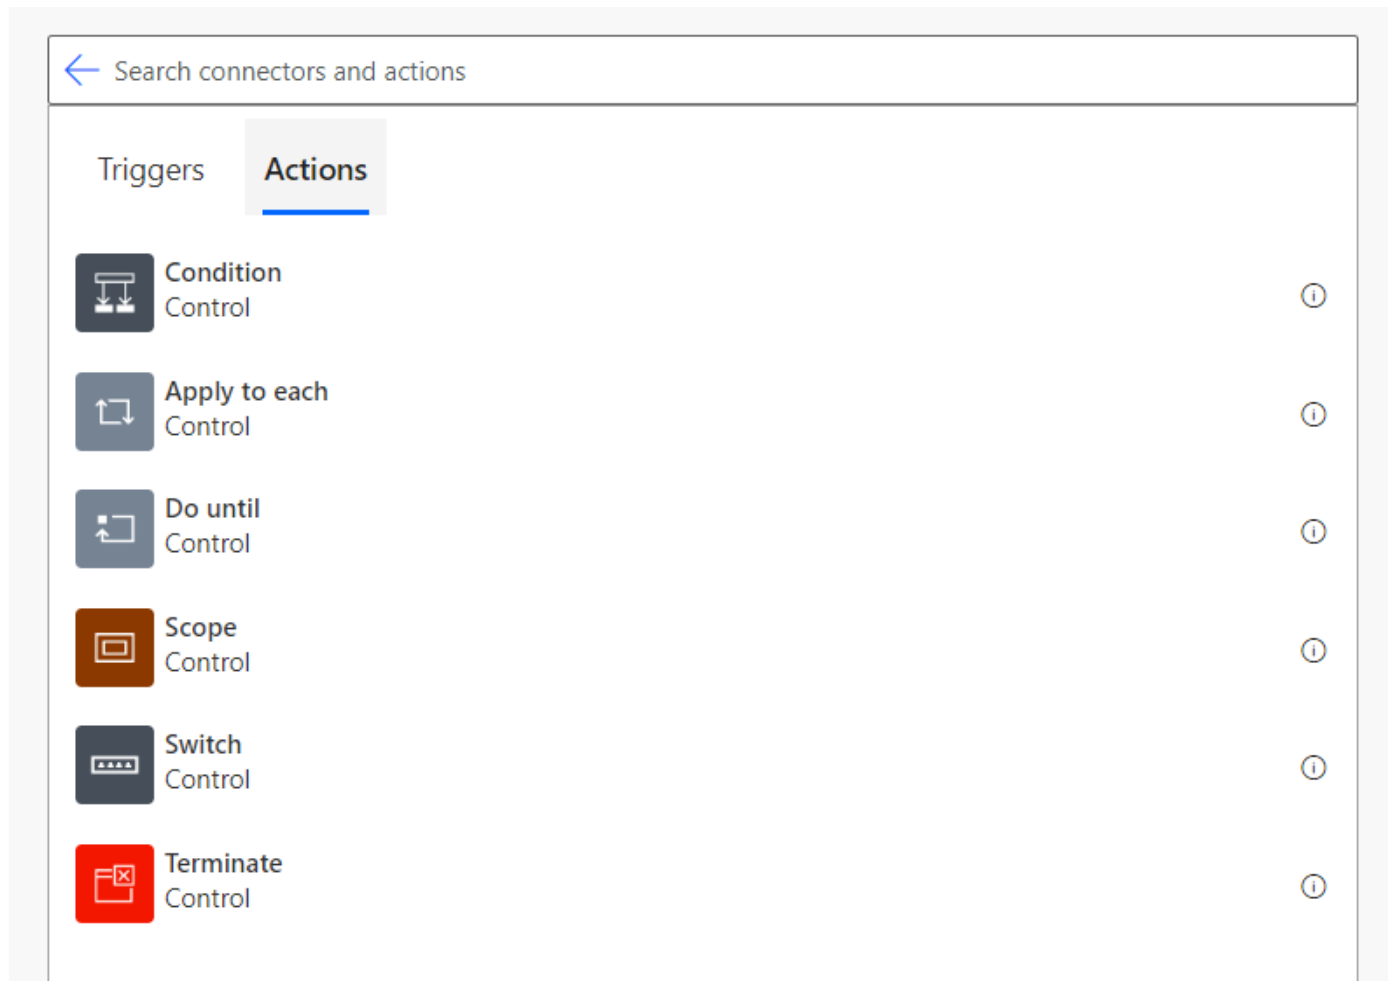 Search connectors and actions
Triggers Actions
Condition
Control
Apply to each
Control
Do until
Control
Scope
Control
Switch
Control
Terminate
Control